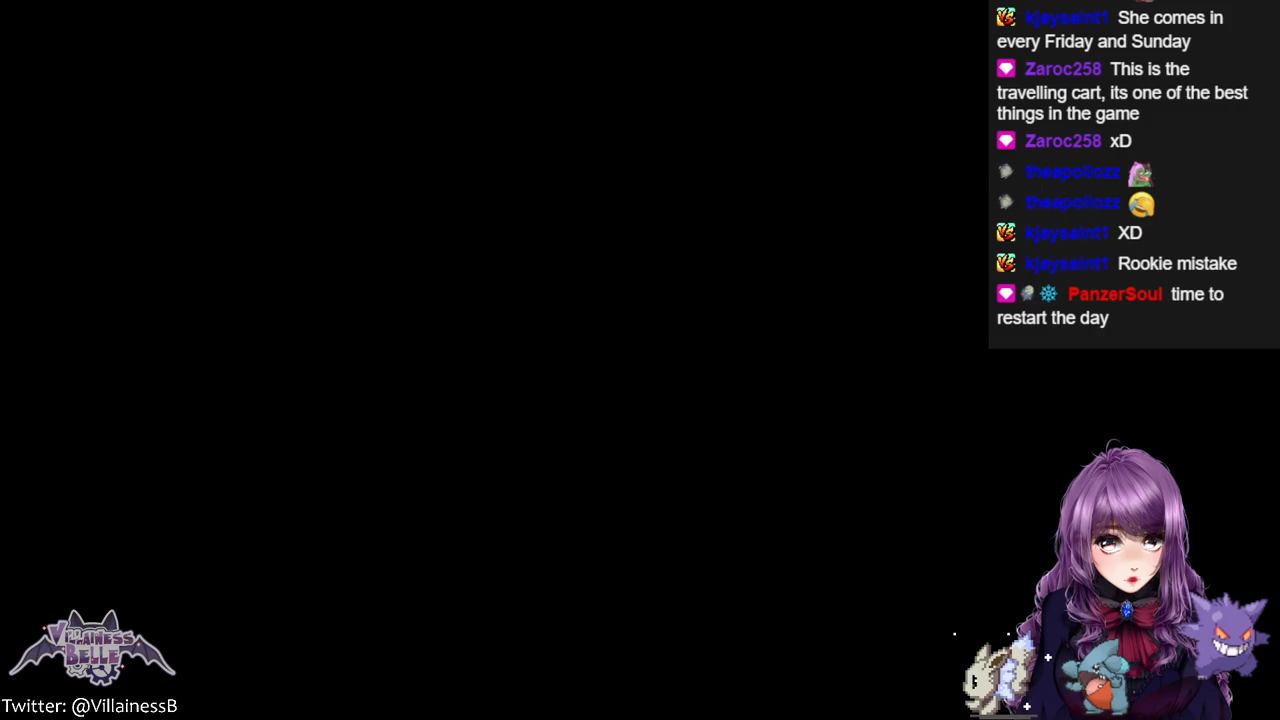 kjaysaint1 She comes in
every Friday and Sunday
Zaroc258 This is the
travelling cart, its one of the best
things in the game
Zaroc258 xD
theapollozz
theapollozz
kjaysaint1 XD
kjaysaint1 Rookie mistake
PanzerSoul time to
restart the day
VILLAINESS
BELLE
Twitter: @VillainessB